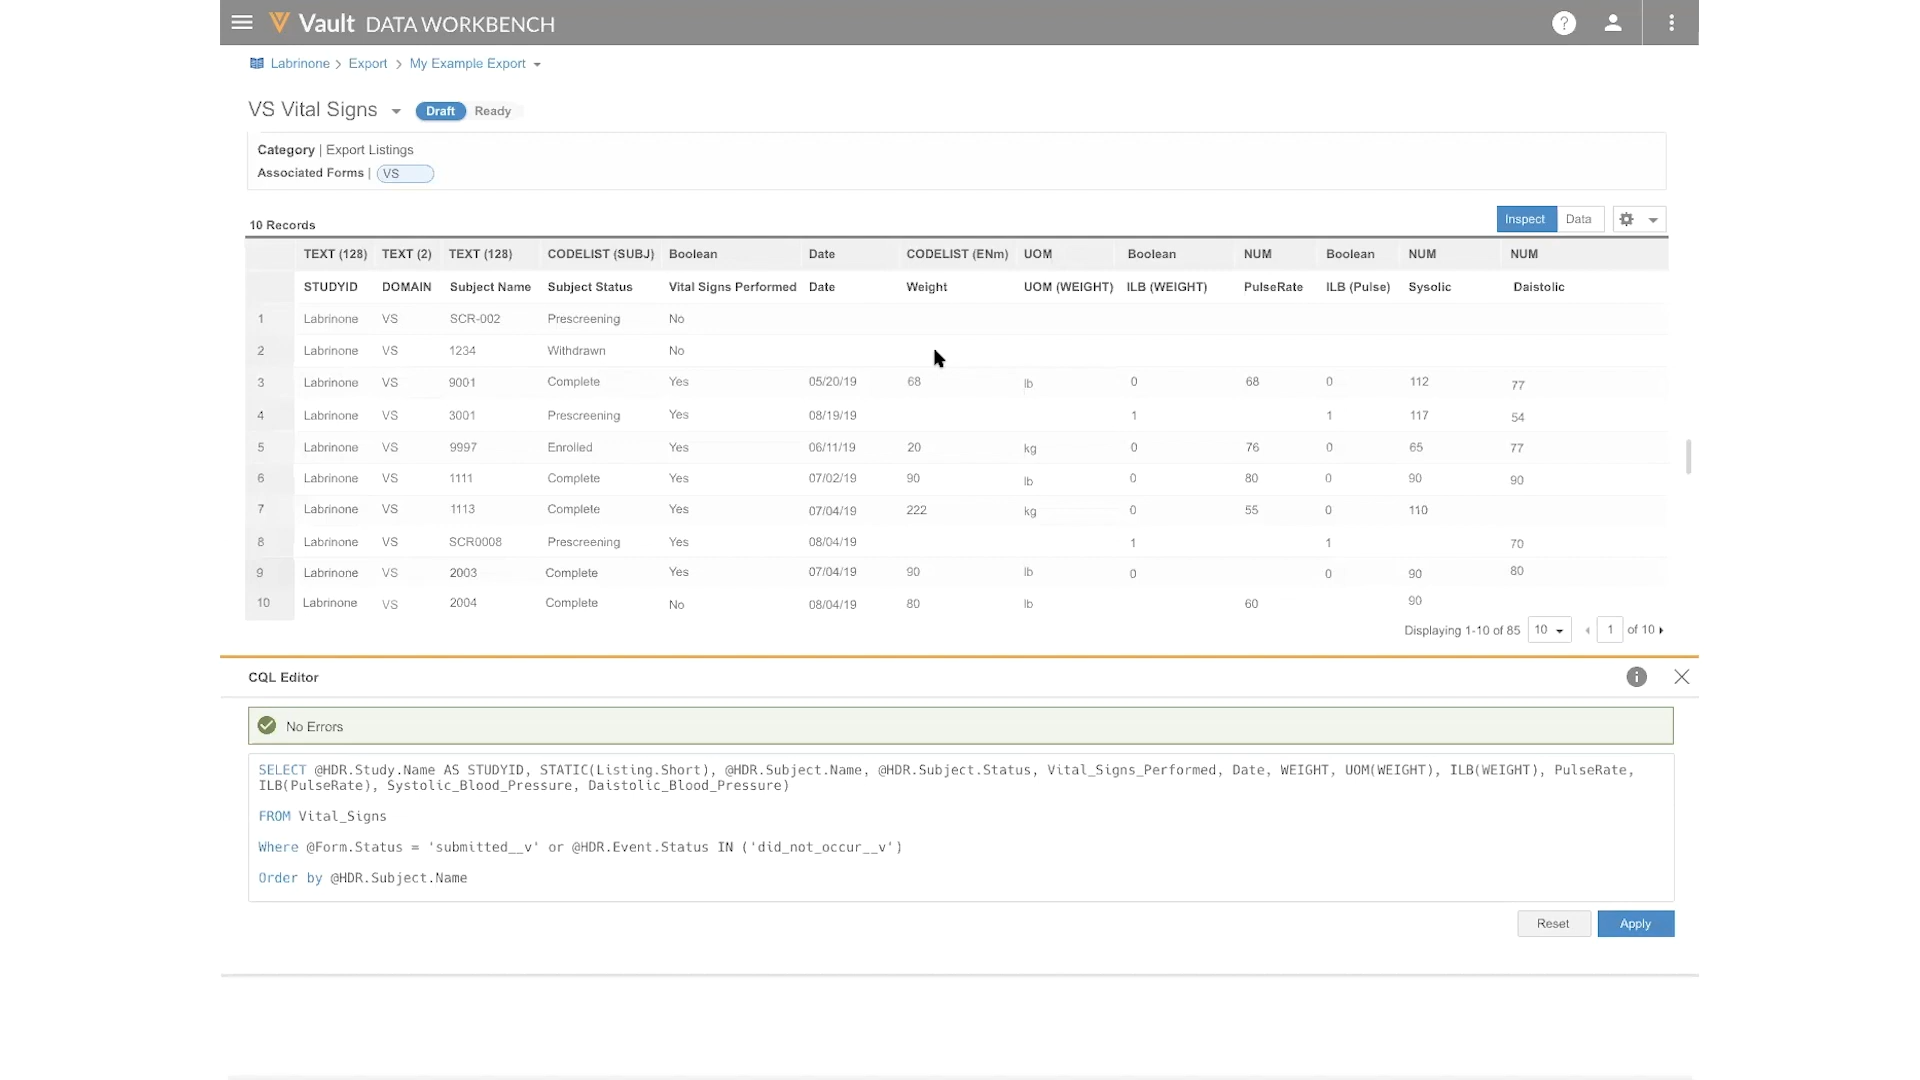 Vault DATA WORKBENCH ?
Labrinone > Export > My Example Export
VS Vital Signs Draft Ready
Category | Export Listings
Associated Forms | VS
10 Records Inspect Data
TEXT (128) TEXT (2) TEXT (128) CODELIST (SUBJ) Boolean Date CODELIST (ENm) UOM Boolean NUM Boolean NUM NUM
STUDYID DOMAIN Subject Name Subject Status Vital Signs Performed Date Weight UOM (WEIGHT) ILB (WEIGHT) PulseRate ILB (Pulse) Sysolic Daistolic
1 Labrinone VS SCR-002 Prescreening No
2 Labrinone VS 1234 Withdrawn No
3 Labrinone VS 9001 Complete Yes 05/20/19 68 lb 0 68 0 112 77
4 Labrinone VS 3001 Prescreening Yes 08/19/19 1 1 117 54
5 Labrinone VS 9997 Enrolled Yes 06/11/19 20 kg 0 76 0 65 77
6 Labrinone VS 1111 Complete Yes 07/02/19 90 lb 0 80 0 90 90
7 Labrinone VS 1113 Complete Yes 07/04/19 222 kg 0 55 0 110
8 Labrinone VS SCR0008 Prescreening Yes 08/04/19 1 1 70
9 Labrinone VS 2003 Complete Yes 07/04/19 90 lb 0 0 90 80
10 Labrinone VS 2004 Complete No 08/04/19 80 lb 60 90
Displaying 1-10 of 85 10 1 of 10
CQL Editor i
No Errors
SELECT @HDR.Study.Name AS STUDYID, STATIC(Listing.Short), @HDR.Subject.Name, @HDR.Subject.Status, Vital_Signs_Performed, Date, WEIGHT, UOM(WEIGHT), ILB(WEIGHT), PulseRate,
ILB(PulseRate), Systolic_Blood_Pressure, Daistolic_Blood_Pressure)
FROM Vital_Signs
Where @Form.Status = 'submitted__v' or @HDR.Event.Status IN ('did_not_occur__v')
Order by @HDR.Subject.Name
Reset Apply